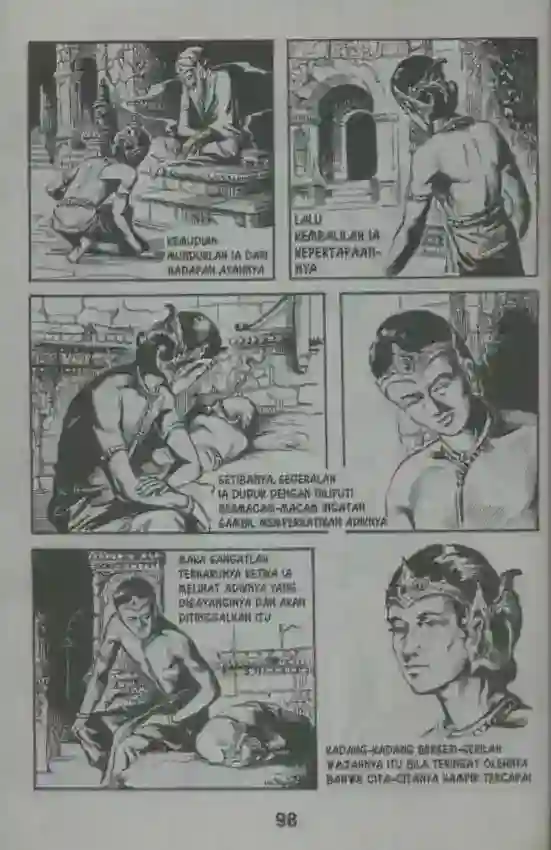 KEMUDIAN
MUNDURLAH IA DARI
HADAPAN AYAHNYA
LALU
KEMBALILAH IA
KEPERTAPAAN-
NYA
SETIBANYA, SEGERALAH
IA DUDUK DENGAN DILIPUTI
BERMACAM-MACAM INGATAN
SAMBIL MEMPERHATIKAN ADIKNYA
MAKA SANGATLAH
TERHARUNYA KETIKA IA
MELIHAT ADIKNYA YANG
DISAYANGINYA DAN AKAN
DITINGGALKAN ITU
KADANG-KADANG BERSERI-SERILAH
WAJAHNYA ITU BILA TERINGAT OLEHNYA
BAHWA CITA-CITANYA HAMPIR TERCAPAI
98